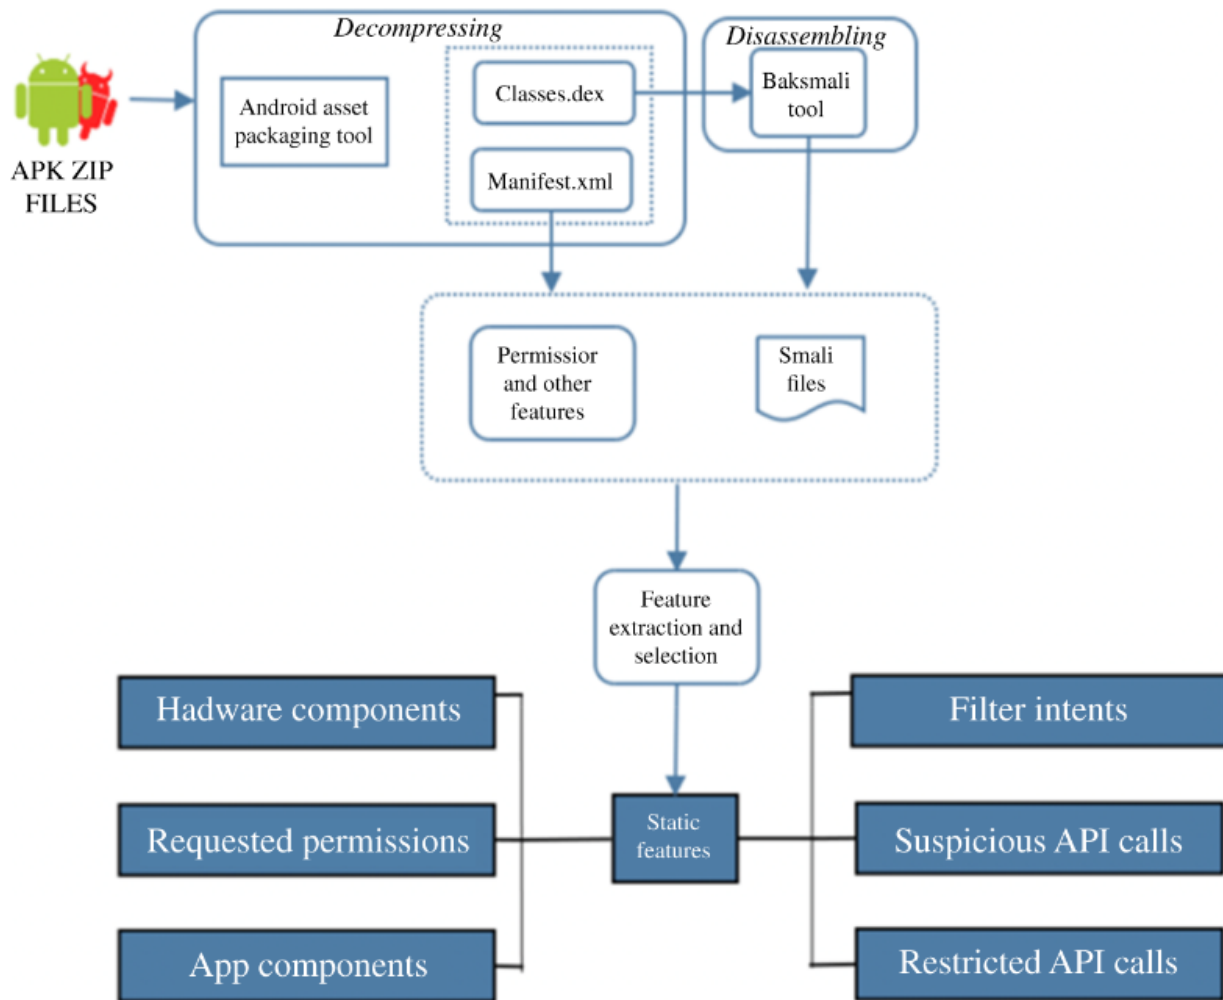 Decompressing
Disassembling
APK ZIP
FILES
Android asset
packaging tool
Classes.dex
Manifest.xml
Baksmali
tool
Permissior
and other
features
Smali
files
Feature
extraction and
selection
Hadware components
Requested permissions
App components
Static
features
Filter intents
Suspicious API calls
Restricted API calls